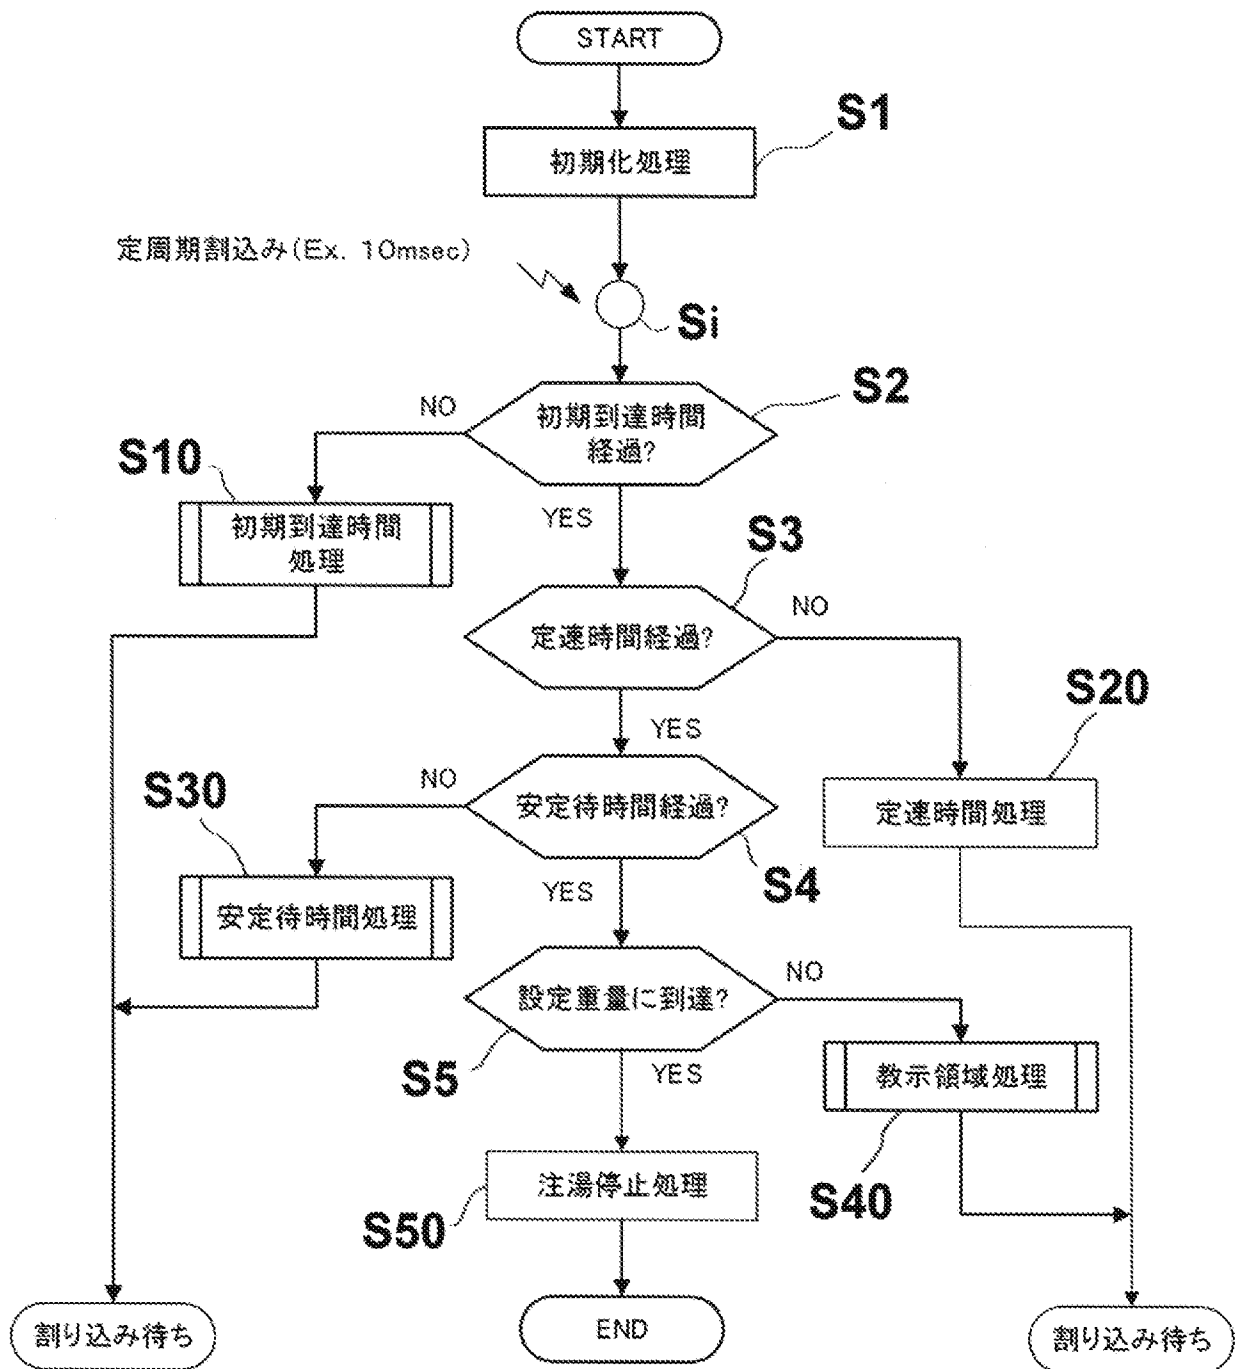 START
S1
初期化処理
定周期割込み(Ex. 10msec)
Si
S2
NO
初期到達時間
経過?
S10
YES
初期到達時間
処理
S3
NO
定速時間経過?
S20
YES
NO
S30
安定待時間経過?
定速時間処理
S4
YES
安定待時間処理
NO
設定重量に到達?
S5
YES
教示領域処理
注湯停止処理
S40
S50
割り込み待ち
END
割り込み待ち